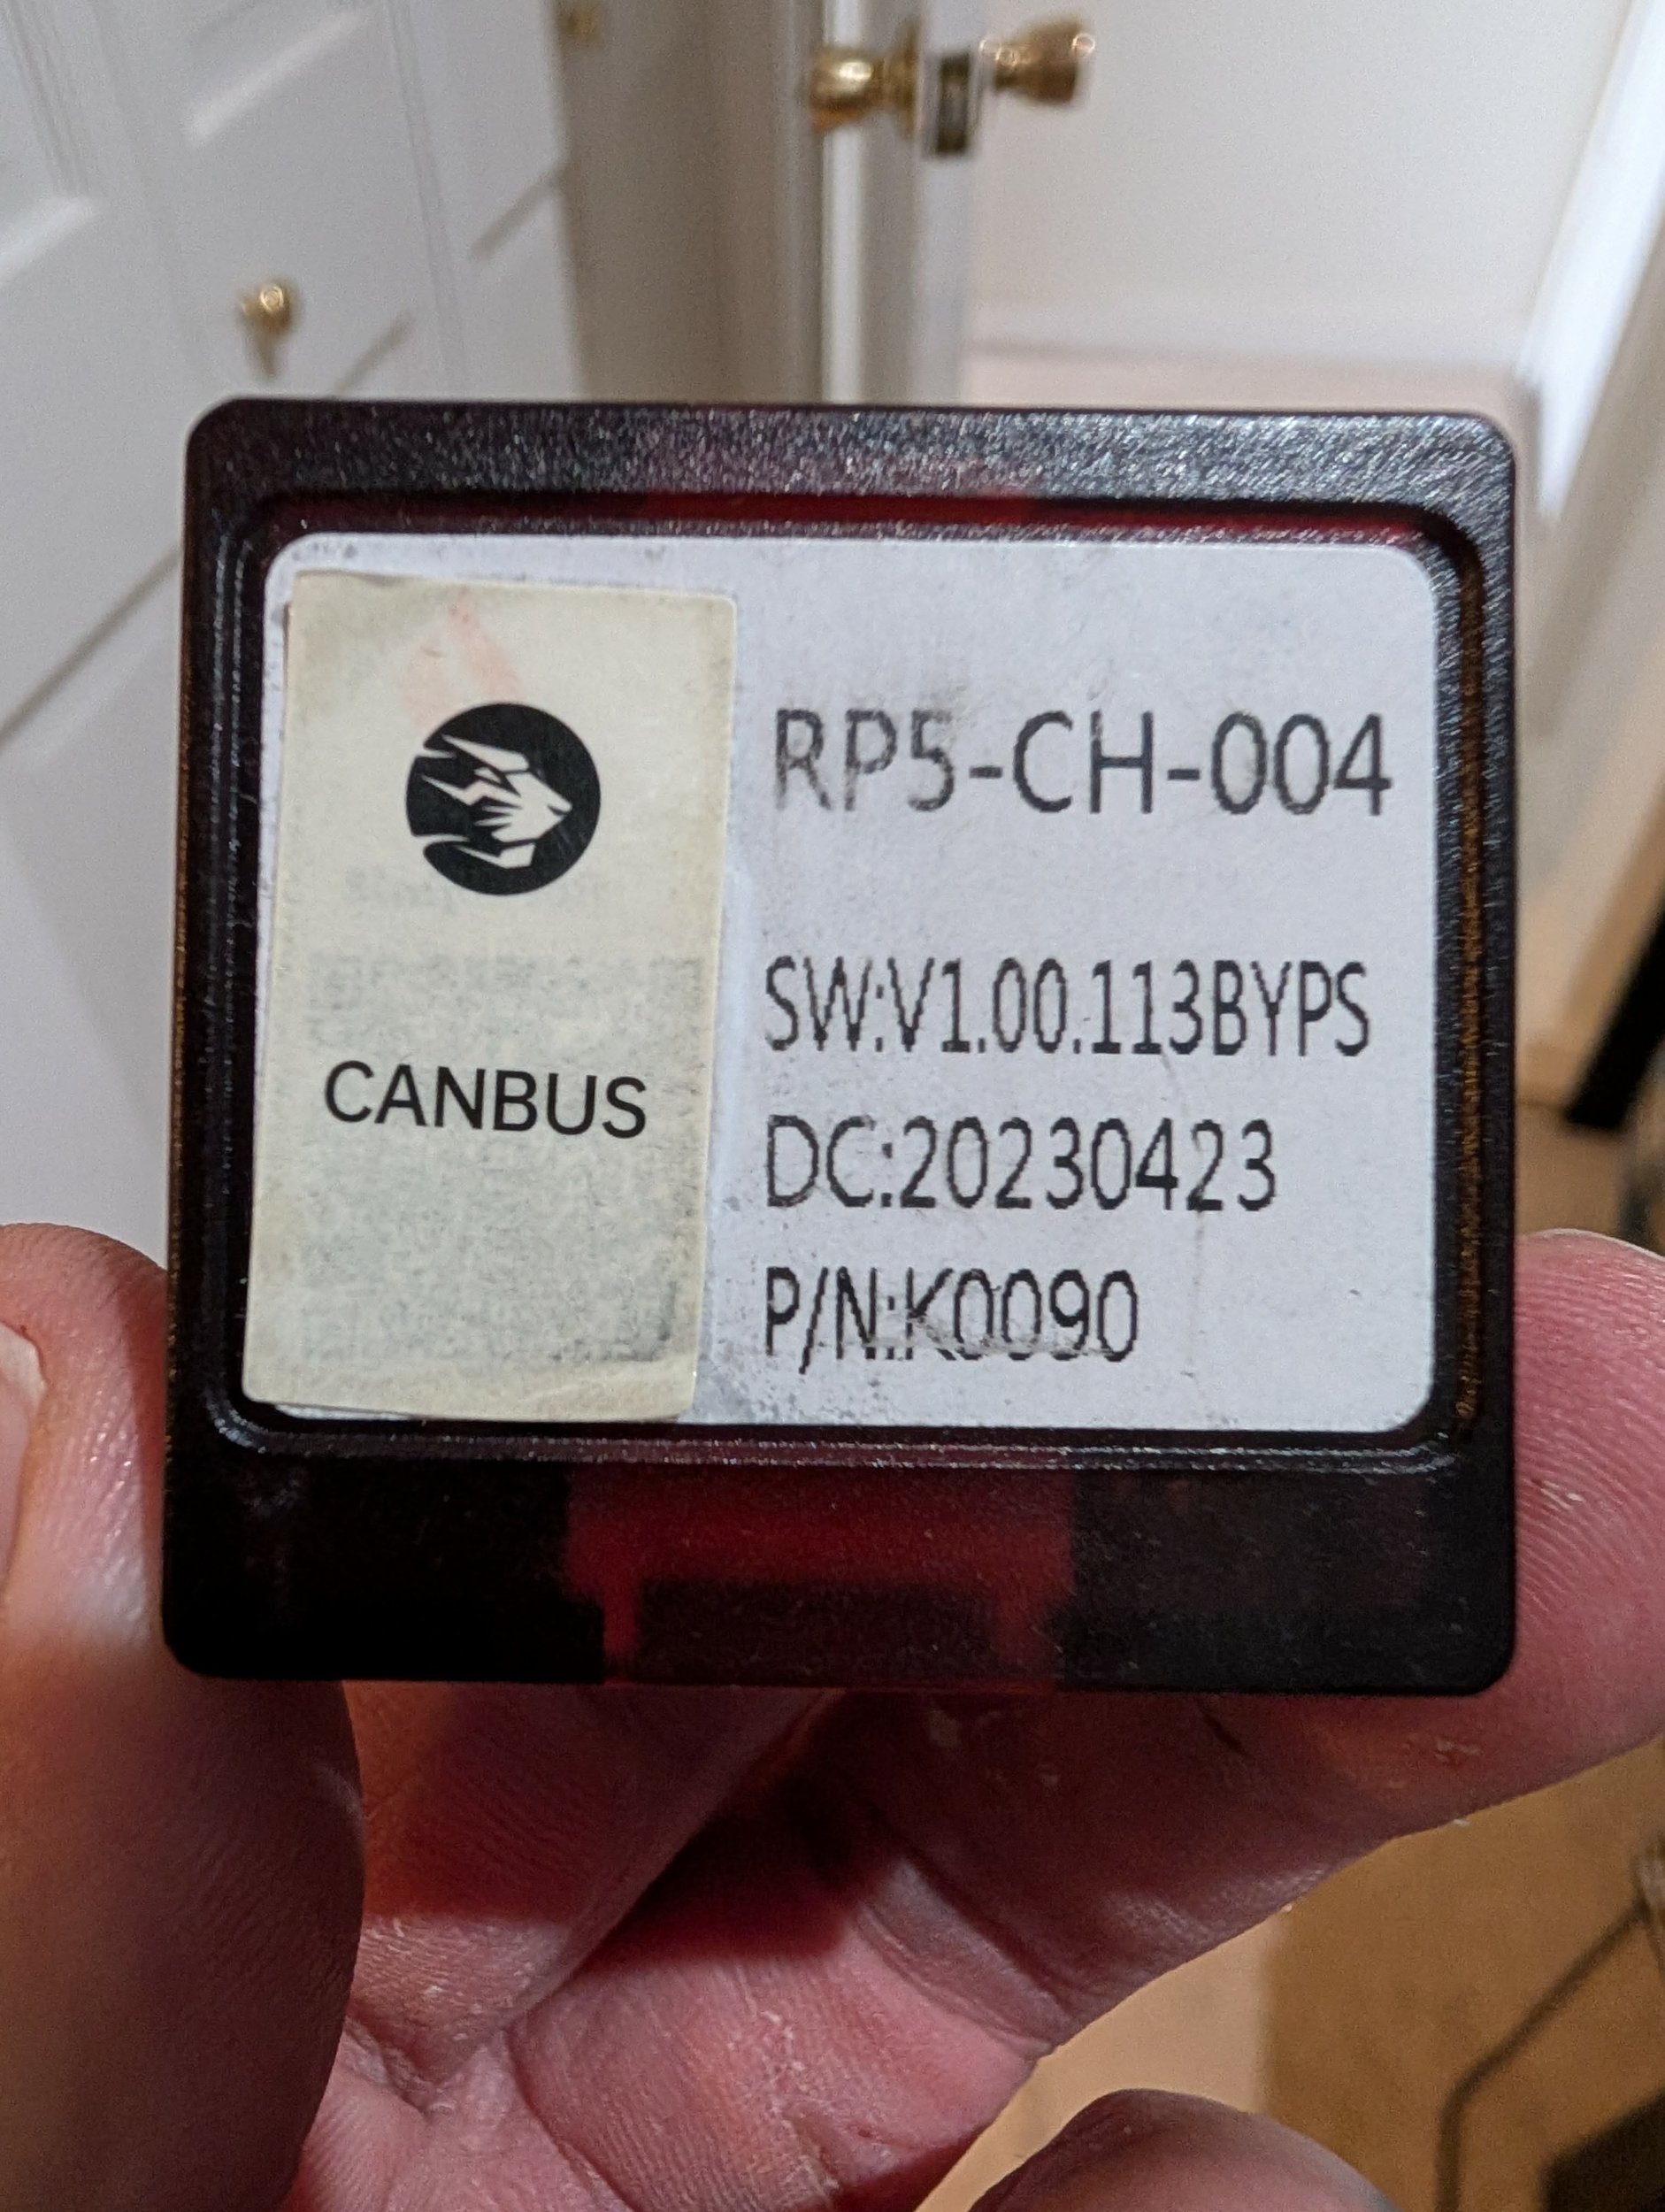 CANBUS
RP5-CH-004
SW:V1.00.113BYPS
DC:20230423
P/N:K0090